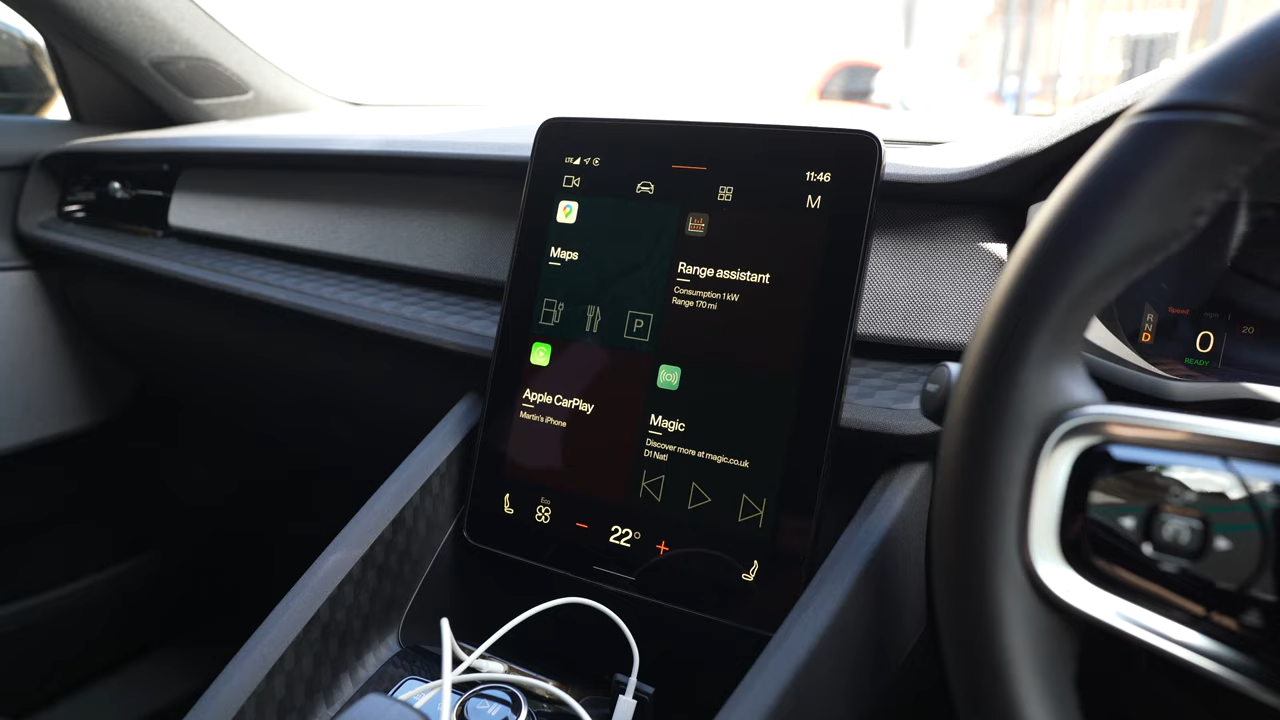 LTE
11:46
M
Maps
Range assistant
Consumption 1 kW
Range 170 mi
P
Apple CarPlay
Martin's iPhone
Magic
Discover more at magic.co.uk
D1 Natl
Eco
22°
R
N
D
Speed
mph
20
0
READY